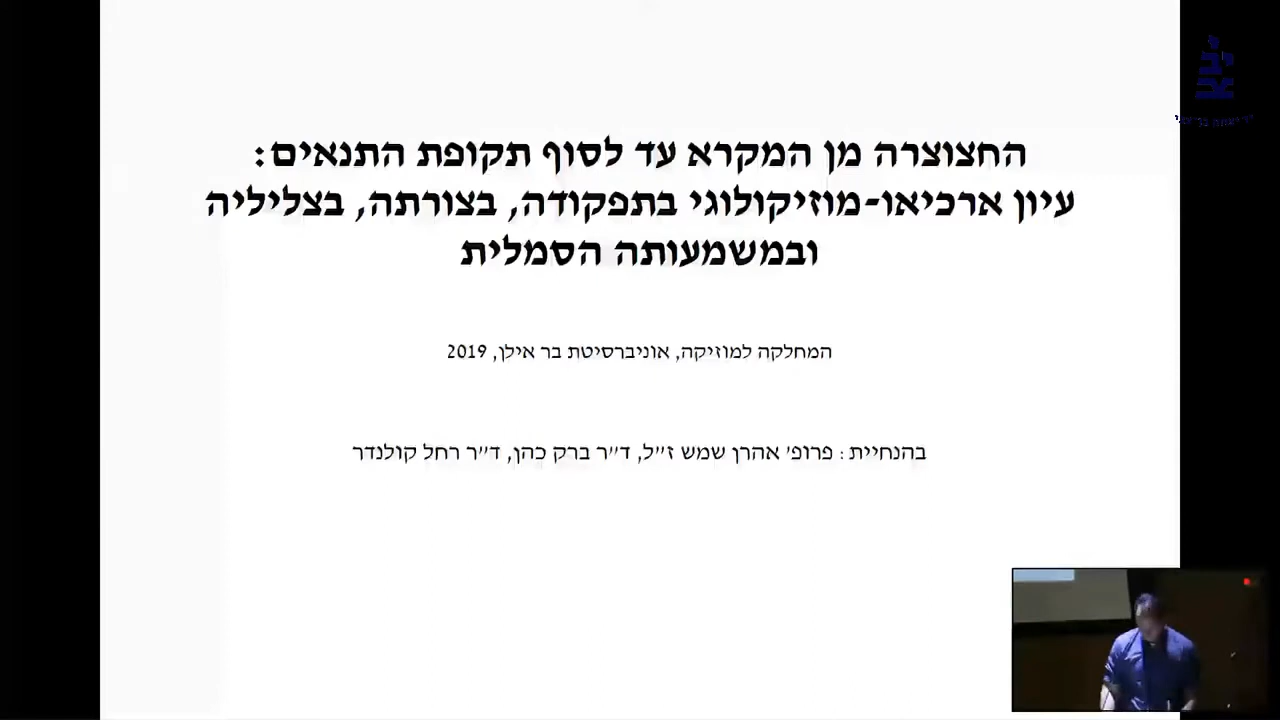 החצוצרה מן המקרא עד לסוף תקופת התנאים:
עיון ארכיאו-מוזיקולוגי בתפקודה, בצורתה, בצליליה
ובמשמעותה הסמלית
המחלקה למוזיקה, אוניברסיטת בר אילן, 2019
בהנחיית : פרופ׳ אהרן שמש ז״ל, ד״ר ברק כהן, ד״ר רחל קולנדר